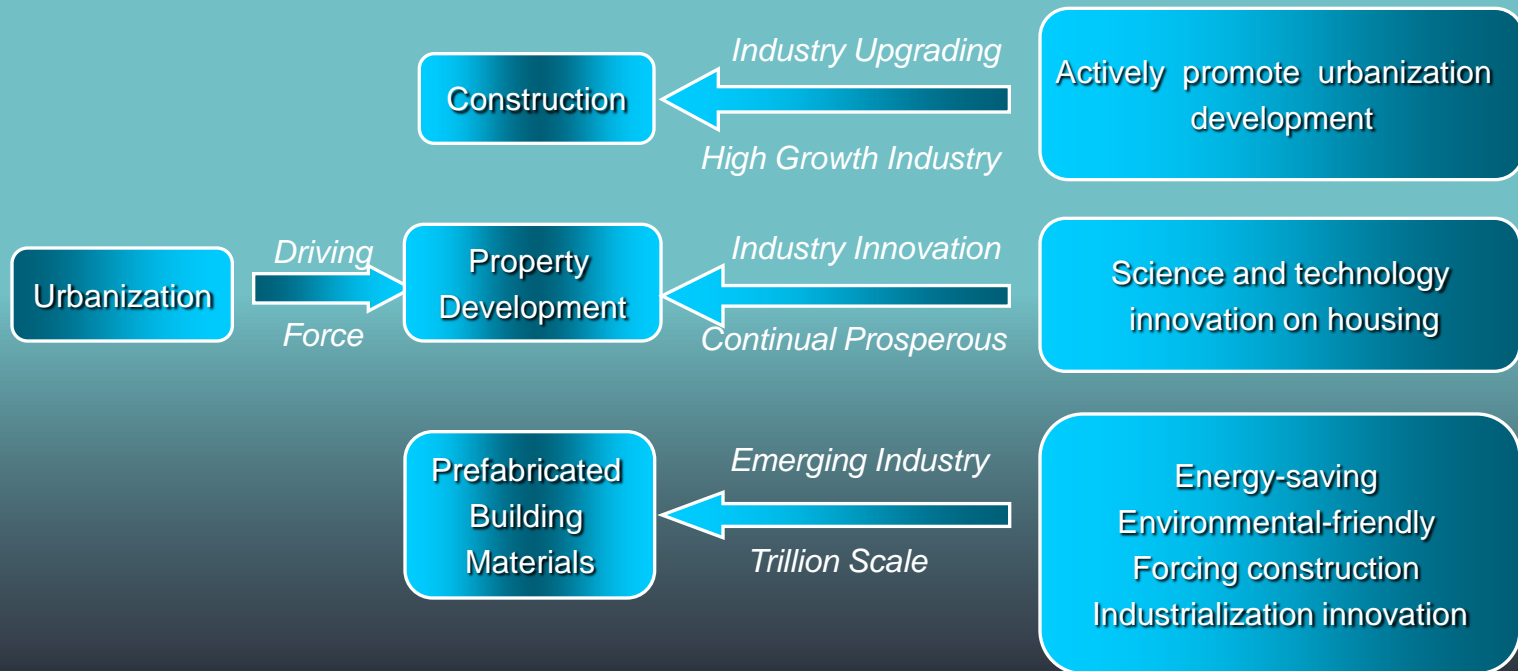 Construction
Industry Upgrading
High Growth Industry
Actively promote urbanization
development
Urbanization
Driving
Force
Property
Development
Industry Innovation
Continual Prosperous
Science and technology
innovation on housing
Prefabricated
Building
Materials
Emerging Industry
Trillion Scale
Energy-saving
Environmental-friendly
Forcing construction
Industrialization innovation